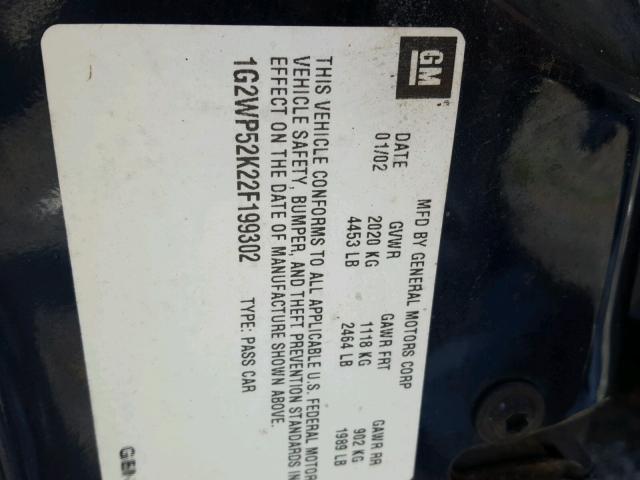 GM
MFD BY GENERAL MOTORS CORP
DATE GVWR GAWR FRT GAWR RR
01/02 2020 KG 1118 KG 902 KG
4453 LB 2464 LB 1989 LB
THIS VEHICLE CONFORMS TO ALL APPLICABLE U.S. FEDERAL MOTOR
VEHICLE SAFETY, BUMPER, AND THEFT PREVENTION STANDARDS IN
EFFECT ON THE DATE OF MANUFACTURE SHOWN ABOVE.
1G2WP52K22F199302 TYPE: PASS CAR